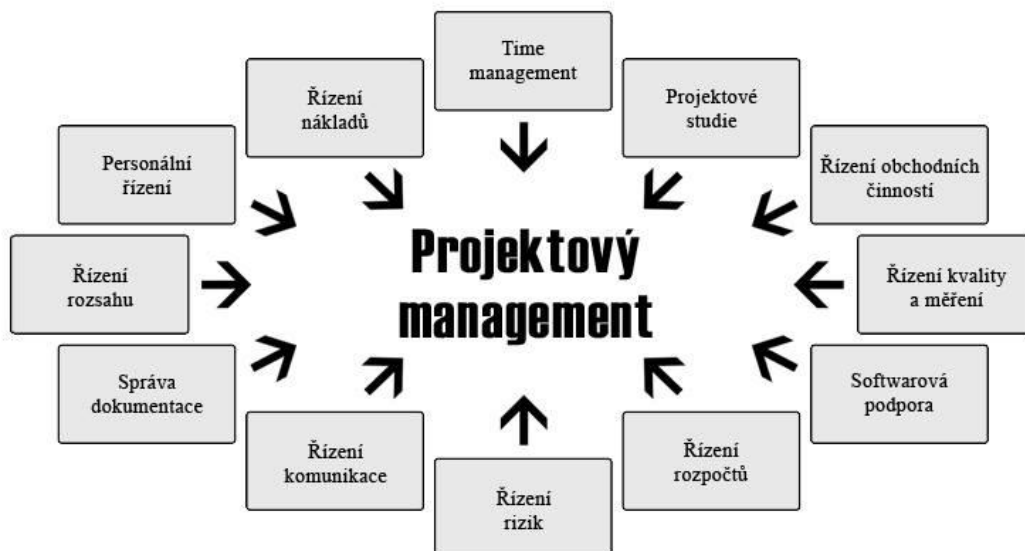 Time
management
Řízení
nákladů
Projektové
studie
Personální
řízení
Řízení obchodních
činností
Projektový
management
Řízení
rozsahu
Řízení kvality
a měření
Správa
dokumentace
Softwarová
podpora
Řízení
komunikace
Řízení
rozpočtů
Řízení
rizik